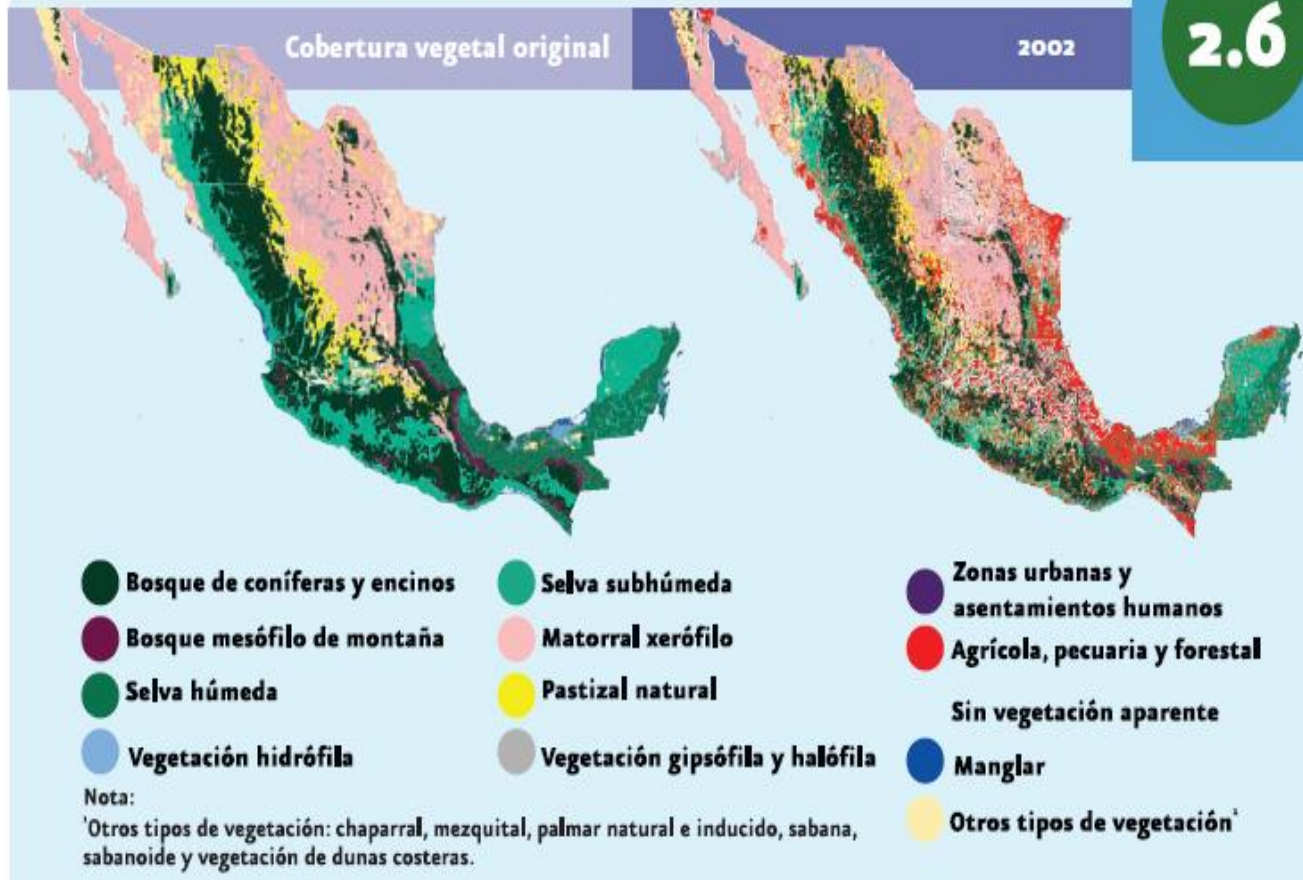 Cobertura vegetal original
2002
2.6
Bosque de coníferas y encinos
Bosque mesófilo de montaña
Selva húmeda
Vegetación hidrófila
Selva subhúmeda
Matorral xerófilo
Pastizal natural
Vegetación gipsófila y halófila
Zonas urbanas y
asentamientos humanos
Agrícola, pecuaria y forestal
Sin vegetación aparente
Manglar
Otros tipos de vegetación¹
Nota:
¹Otros tipos de vegetación: chaparral, mezquital, palmar natural e inducido, sabana,
sabanoide y vegetación de dunas costeras.